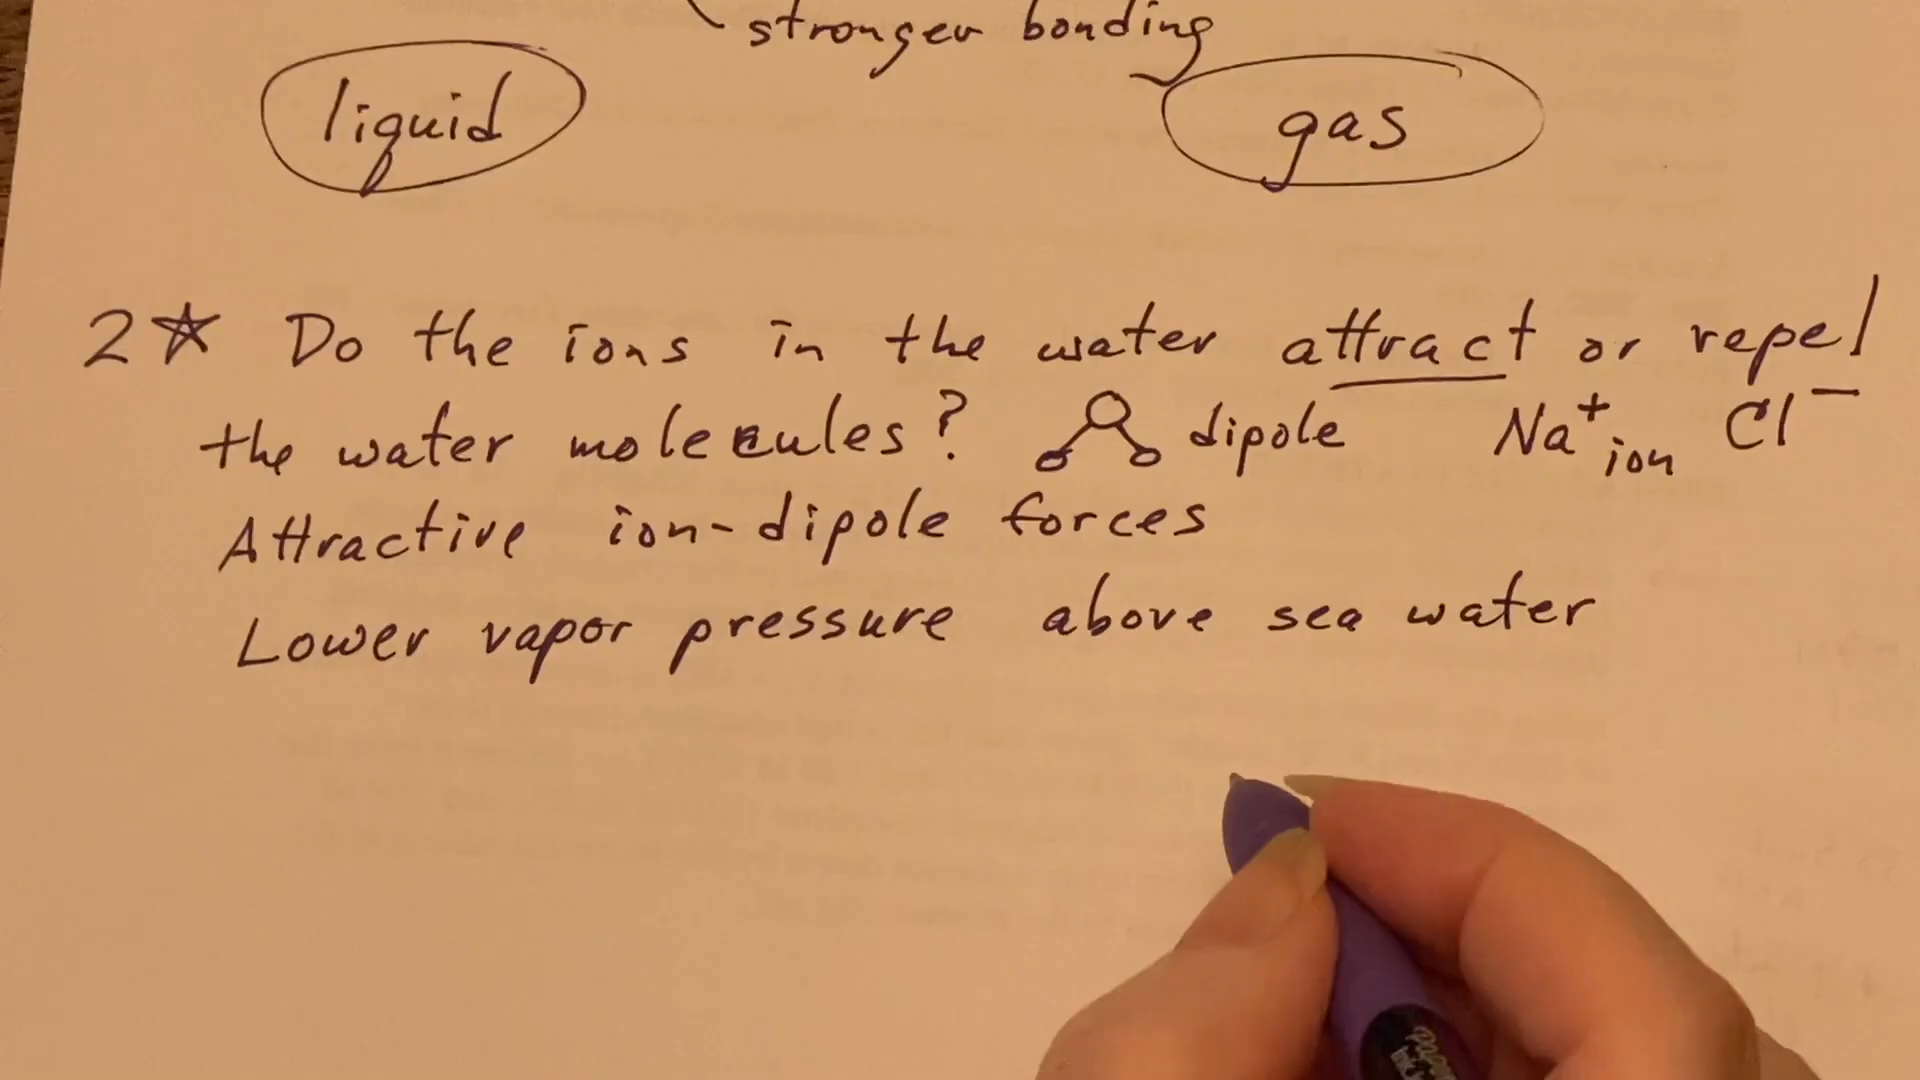 stronger bonding
liquid
gas
2☆ Do the ions in the water attract or repel
the water molecules? dipole Na⁺ ion Cl⁻
Attractive ion-dipole forces
Lower vapor pressure above sea water